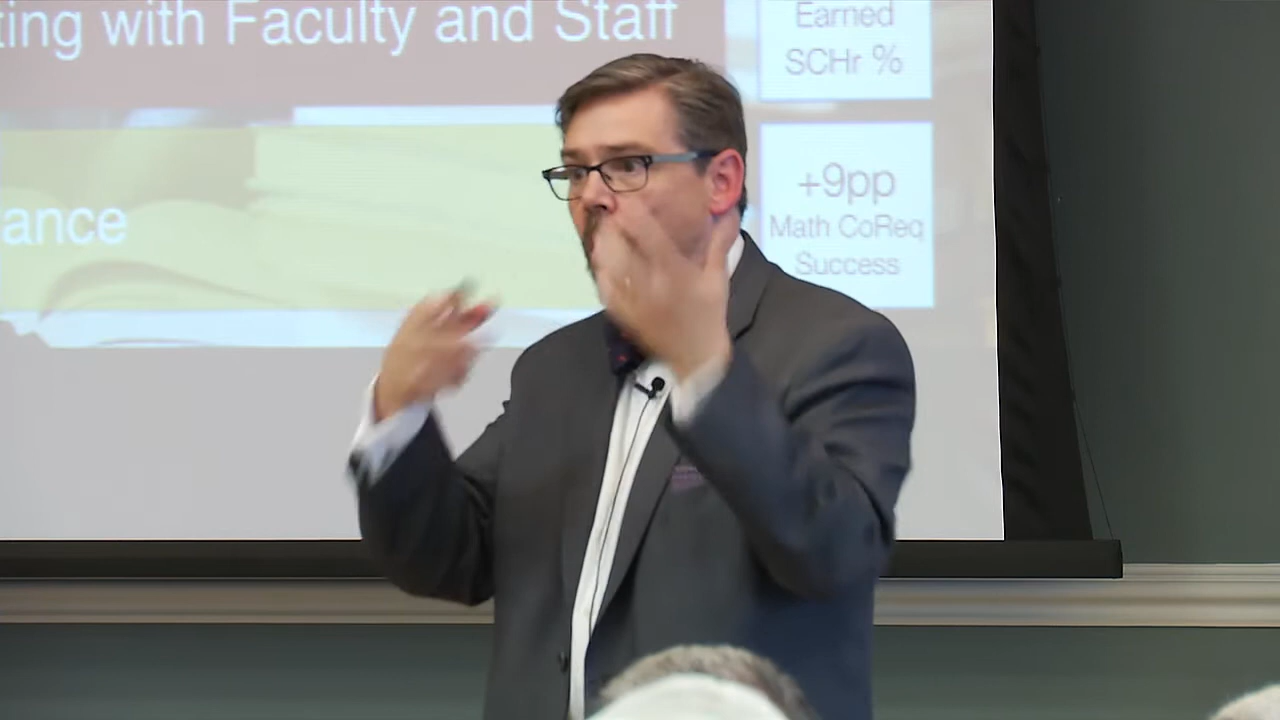 ting with Faculty and Staff
Earned
SCHr %
ance
+9pp
Math CoReq
Success